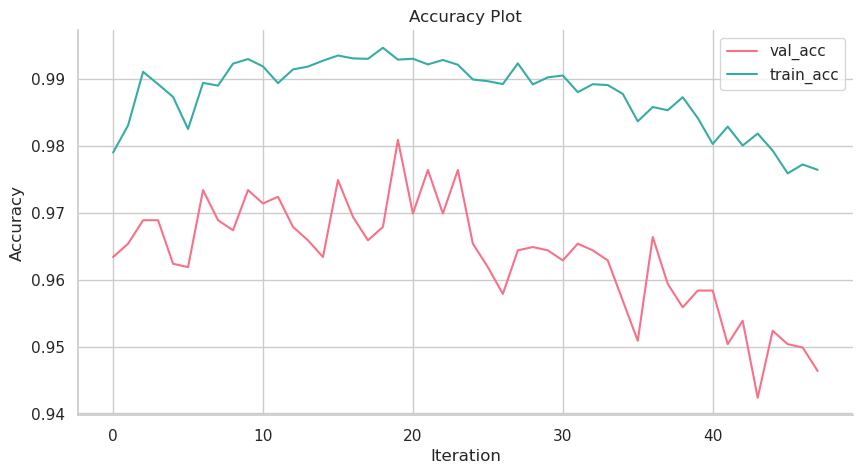 Accuracy Plot
val_acc
train_acc
0.99
0.98
0.97
0.96
0.95
0.94
Accuracy
0 10 20 30 40
Iteration